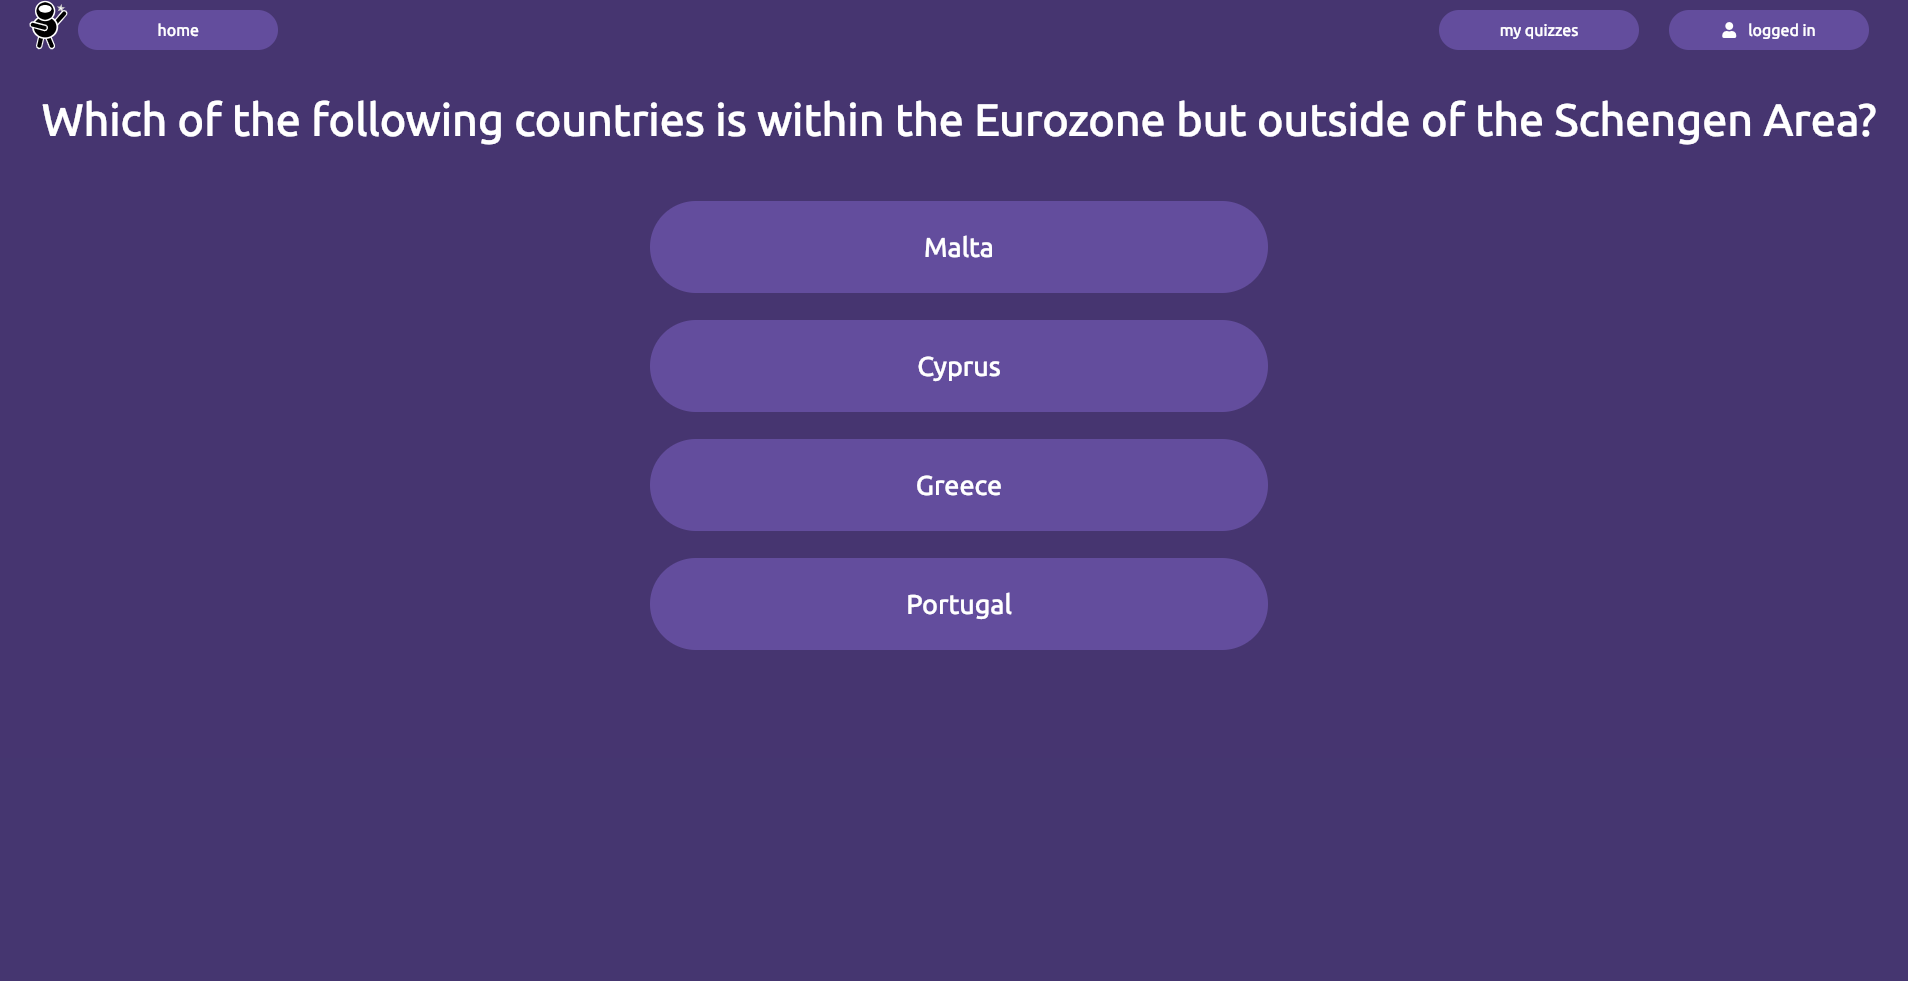 home
my quizzes
logged in
Which of the following countries is within the Eurozone but outside of the Schengen Area?
Malta
Cyprus
Greece
Portugal